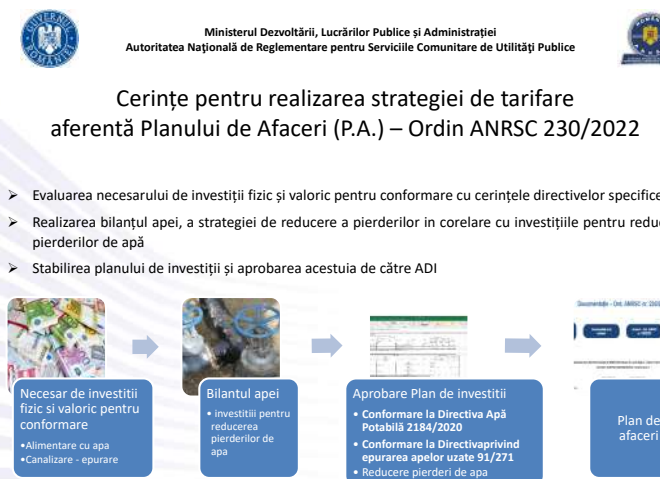 Ministerul Dezvoltării, Lucrărilor Publice și Administrației
Autoritatea Națională de Reglementare pentru Serviciile Comunitare de Utilități Publice
Cerințe pentru realizarea strategiei de tarifare
aferentă Planului de Afaceri (P.A.) – Ordin ANRSC 230/2022
➢ Evaluarea necesarului de investiții fizic și valoric pentru conformare cu cerințele directivelor specifice
➢ Realizarea bilanțul apei, a strategiei de reducere a pierderilor in corelare cu investițiile pentru reduc
pierderilor de apă
➢ Stabilirea planului de investiții și aprobarea acestuia de către ADI
Necesar de investitii
fizic si valoric pentru
conformare
•Alimentare cu apa
•Canalizare - epurare
Bilantul apei
• investitiii pentru
reducerea
pierderilor de
apa
Aprobare Plan de investitii
• Conformare la Directiva Apă
Potabilă 2184/2020
• Conformare la Directivaprivind
epurarea apelor uzate 91/271
• Reducere pierderi de apa
Plan de
afaceri